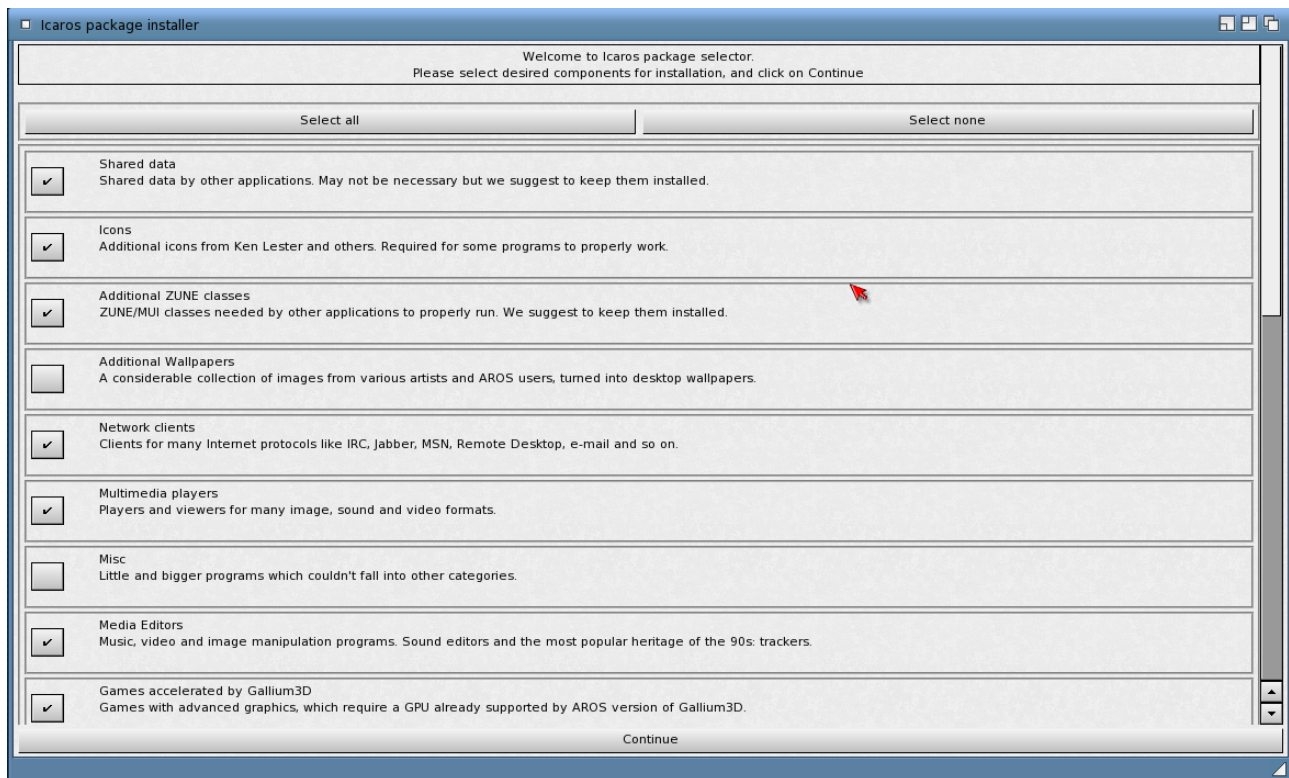 Icaros package installer
Welcome to Icaros package selector.
Please select desired components for installation, and click on Continue
Select all
Select none
Shared data
Shared data by other applications. May not be necessary but we suggest to keep them installed.
Icons
Additional icons from Ken Lester and others. Required for some programs to properly work.
Additional ZUNE classes
ZUNE/MUI classes needed by other applications to properly run. We suggest to keep them installed.
Additional Wallpapers
A considerable collection of images from various artists and AROS users, turned into desktop wallpapers.
Network clients
Clients for many Internet protocols like IRC, Jabber, MSN, Remote Desktop, e-mail and so on.
Multimedia players
Players and viewers for many image, sound and video formats.
Misc
Little and bigger programs which couldn't fall into other categories.
Media Editors
Music, video and image manipulation programs. Sound editors and the most popular heritage of the 90s: trackers.
Games accelerated by Gallium3D
Games with advanced graphics, which require a GPU already supported by AROS version of Gallium3D.
Continue